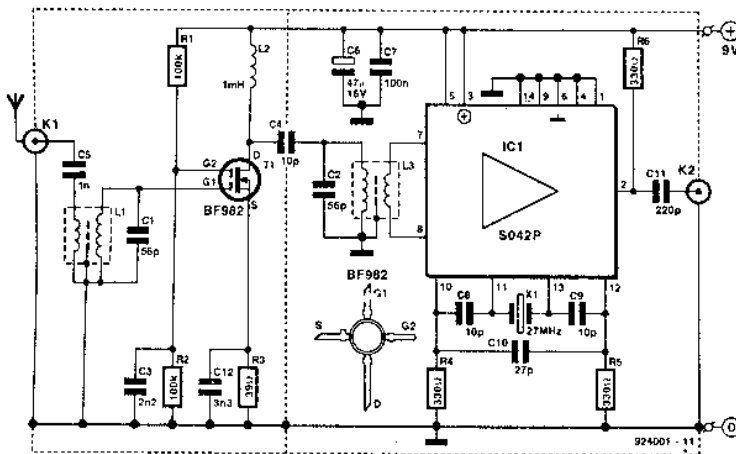 R1
100k
L2
1mH
C6
47µ
16V
C7
100n
R6
330Ω
9V
K1
C5
1n
L1
C1
56p
G2
G1
D
T1
S
BF982
C4
10p
C2
56p
L3
5
3
14
9
6
4
1
7
8
IC1
S042P
2
C11
220p
K2
10
11
13
12
C8
10p
X1
27MHz
C9
10p
C10
27p
R4
330Ω
R5
330Ω
BF982
G1
S
G2
D
C3
2n2
R2
100k
C12
3n3
R3
39Ω
0
924001 - 11